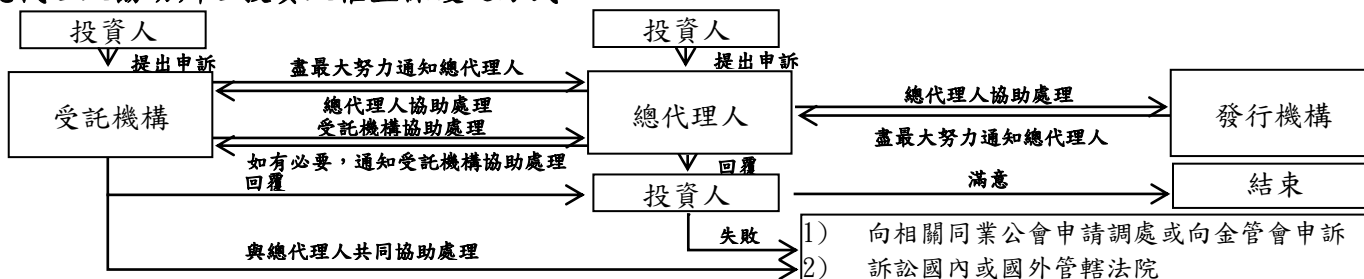 投資人
投資人
提出申訴
提出申訴
盡最大努力通知總代理人
受託機構
總代理人協助處理
受託機構協助處理
如有必要，通知受託機構協助處理
總代理人
總代理人協助處理
盡最大努力通知總代理人
發行機構
回覆
回覆
投資人
滿意
結束
失敗
與總代理人共同協助處理
1) 向相關同業公會申請調處或向金管會申訴
2) 訴訟國內或國外管轄法院